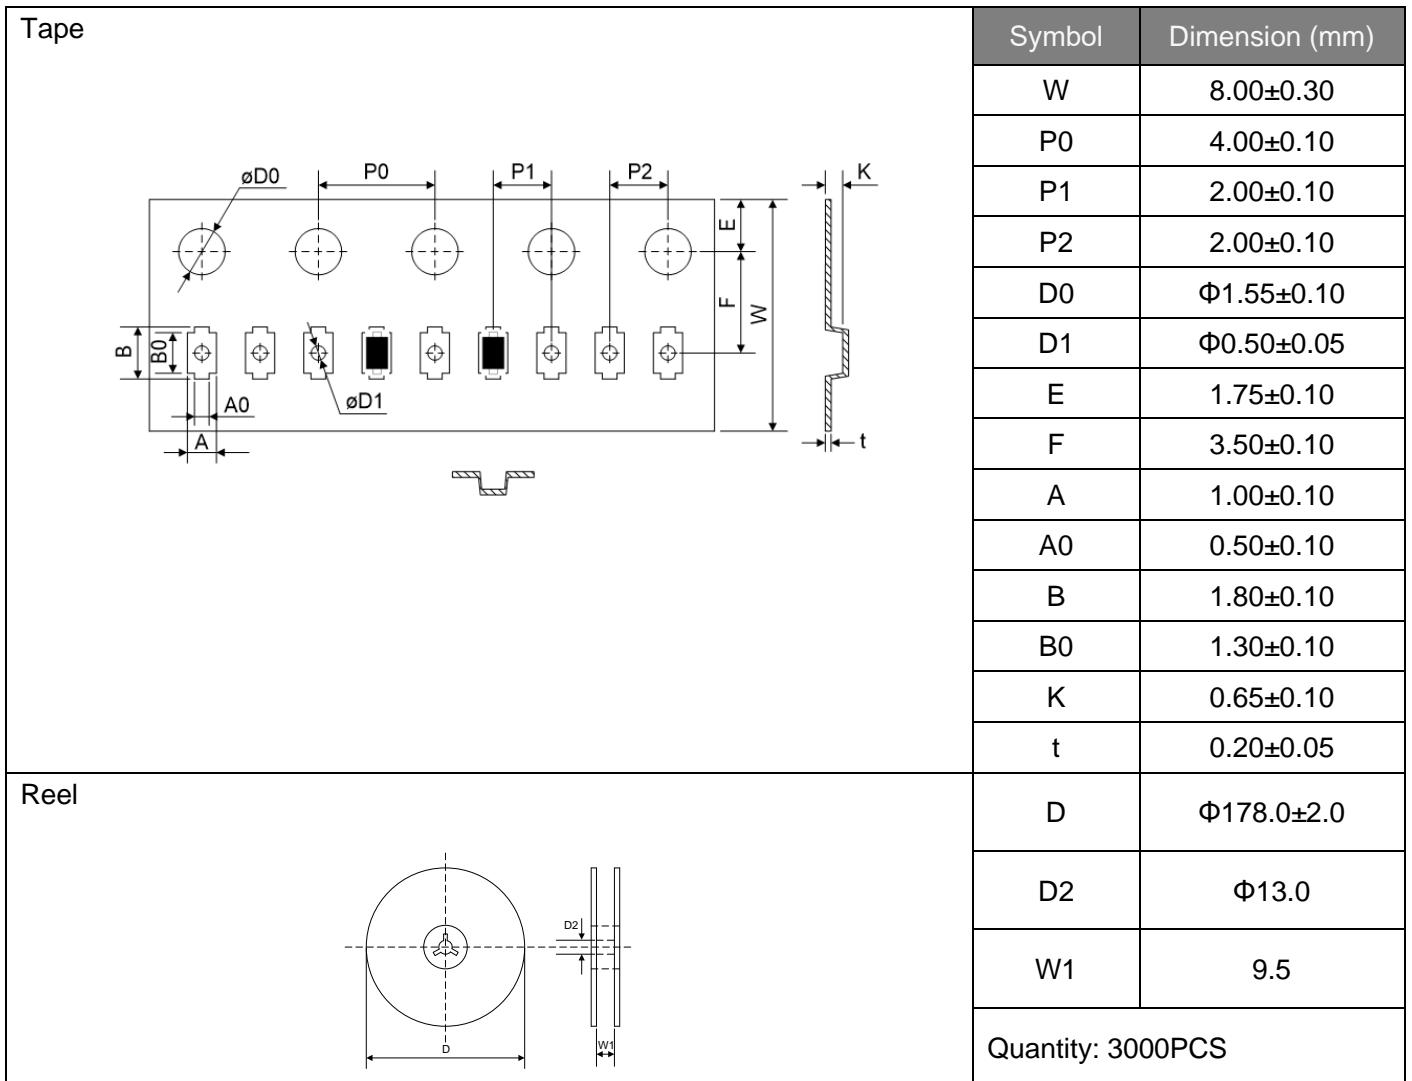 Tape
øD0
P0
P1
P2
K
E
F
W
B
B0
A0
A
øD1
t
Symbol Dimension (mm)
W 8.00±0.30
P0 4.00±0.10
P1 2.00±0.10
P2 2.00±0.10
D0 Φ1.55±0.10
D1 Φ0.50±0.05
E 1.75±0.10
F 3.50±0.10
A 1.00±0.10
A0 0.50±0.10
B 1.80±0.10
B0 1.30±0.10
K 0.65±0.10
t 0.20±0.05
Reel
D2
D
W1
D Φ178.0±2.0
D2 Φ13.0
W1 9.5
Quantity: 3000PCS